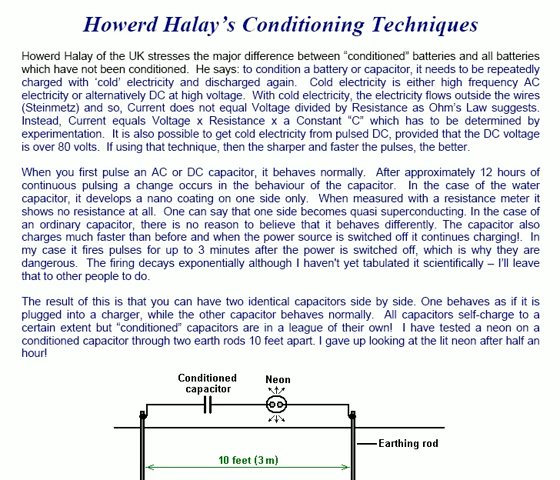 Howerd Halay's Conditioning Techniques
Howerd Halay of the UK stresses the major difference between "conditioned" batteries and all batteries
which have not been conditioned. He says: to condition a battery or capacitor, it needs to be repeatedly
charged with 'cold' electricity and discharged again. Cold electricity is either high frequency AC
electricity or alternatively DC at high voltage. With cold electricity, the electricity flows outside the wires
(Steinmetz) and so, Current does not equal Voltage divided by Resistance as Ohm's Law suggests.
Instead, Current equals Voltage x Resistance x a Constant "C" which has to be determined by
experimentation. It is also possible to get cold electricity from pulsed DC, provided that the DC voltage
is over 80 volts. If using that technique, then the sharper and faster the pulses, the better.
When you first pulse an AC or DC capacitor, it behaves normally. After approximately 12 hours of
continuous pulsing a change occurs in the behaviour of the capacitor. In the case of the water
capacitor, it develops a nano coating on one side only. When measured with a resistance meter it
shows no resistance at all. One can say that one side becomes quasi superconducting. In the case of
an ordinary capacitor, there is no reason to believe that it behaves differently. The capacitor also
charges much faster than before and when the power source is switched off it continues charging!. In
my case it fires pulses for up to 3 minutes after the power is switched off, which is why they are
dangerous. The firing decays exponentially although I haven't yet tabulated it scientifically – I'll leave
that to other people to do.
The result of this is that you can have two identical capacitors side by side. One behaves as if it is
plugged into a charger, while the other capacitor behaves normally. All capacitors self-charge to a
certain extent but "conditioned" capacitors are in a league of their own! I have tested a neon on a
conditioned capacitor through two earth rods 10 feet apart. I gave up looking at the lit neon after half an
hour!
Conditioned
capacitor
Neon
Earthing rod
10 feet (3 m)